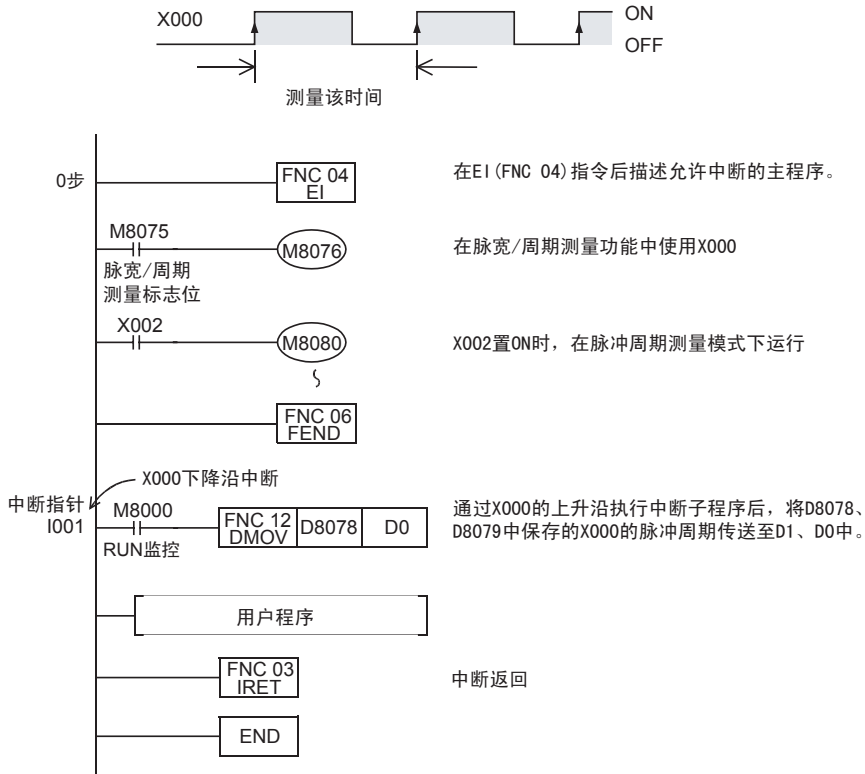 X000
ON
OFF
测量该时间
0步
FNC 04
EI
在EI(FNC 04)指令后描述允许中断的主程序。
M8075
M8076
在脉宽/周期测量功能中使用X000
脉宽/周期
测量标志位
X002
M8080
X002置ON时，在脉冲周期测量模式下运行
FNC 06
FEND
X000下降沿中断
中断指针
I001
M8000
RUN监控
FNC 12
DMOV
D8078
D0
通过X000的上升沿执行中断子程序后，将D8078、
D8079中保存的X000的脉冲周期传送至D1、D0中。
用户程序
FNC 03
IRET
中断返回
END